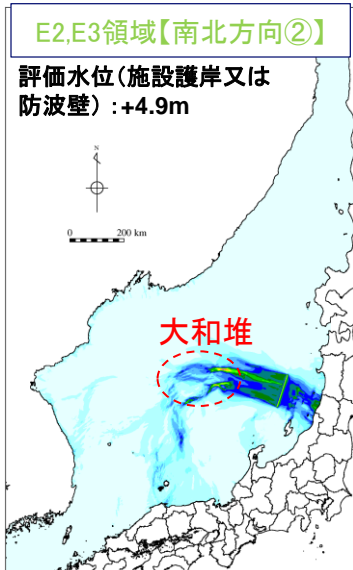 E2,E3領域【南北方向②】
評価水位(施設護岸又は
防波壁）:+4.9m
N
0 200 km
大和堆